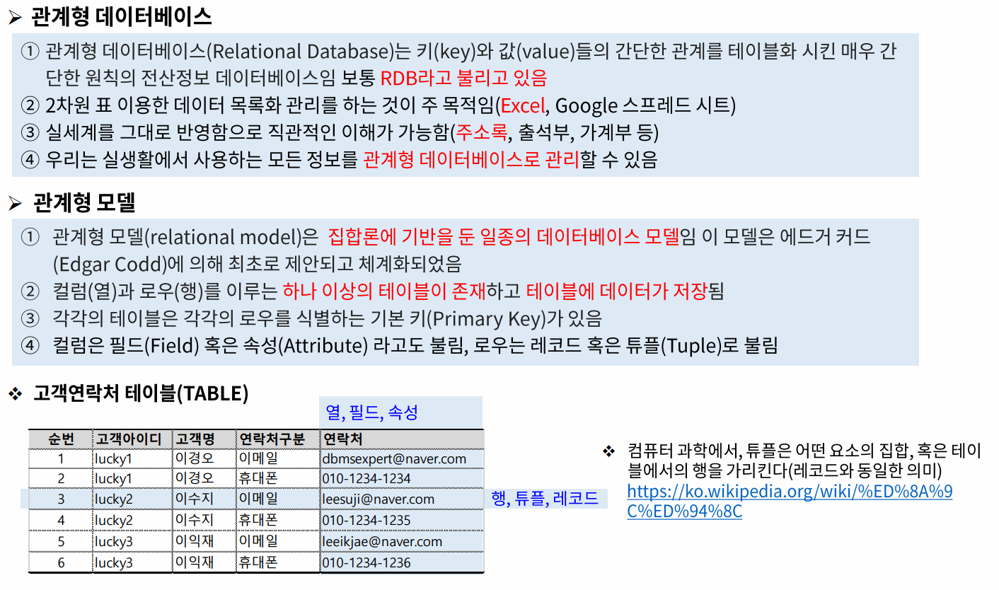 ➢ 관계형 데이터베이스
① 관계형 데이터베이스(Relational Database)는 키(key)와 값(value)들의 간단한 관계를 테이블화 시킨 매우 간
단한 원칙의 전산정보 데이터베이스임 보통 RDB라고 불리고 있음
② 2차원 표 이용한 데이터 목록화 관리를 하는 것이 주 목적임(Excel, Google 스프레드 시트)
③ 실세계를 그대로 반영함으로 직관적인 이해가 가능함(주소록, 출석부, 가계부 등)
④ 우리는 실생활에서 사용하는 모든 정보를 관계형 데이터베이스로 관리할 수 있음
➢ 관계형 모델
① 관계형 모델(relational model)은 집합론에 기반을 둔 일종의 데이터베이스 모델임 이 모델은 에드거 커드
(Edgar Codd)에 의해 최초로 제안되고 체계화되었음
② 컬럼(열)과 로우(행)를 이루는 하나 이상의 테이블이 존재하고 테이블에 데이터가 저장됨
③ 각각의 테이블은 각각의 로우를 식별하는 기본 키(Primary Key)가 있음
④ 컬럼은 필드(Field) 혹은 속성(Attribute) 라고도 불림, 로우는 레코드 혹은 튜플(Tuple)로 불림
❖ 고객연락처 테이블(TABLE)
열, 필드, 속성
순번 고객아이디 고객명 연락처구분 연락처
1 lucky1 이경오 이메일 dbmsexpert@naver.com
2 lucky1 이경오 휴대폰 010-1234-1234
3 lucky2 이수지 이메일 leesuji@naver.com
4 lucky2 이수지 휴대폰 010-1234-1235
5 lucky3 이익재 이메일 leeikjae@naver.com
6 lucky3 이익재 휴대폰 010-1234-1236
행, 튜플, 레코드
❖ 컴퓨터 과학에서, 튜플은 어떤 요소의 집합, 혹은 테이
블에서의 행을 가리킨다(레코드와 동일한 의미)
https://ko.wikipedia.org/wiki/%ED%8A%9
C%ED%94%8C